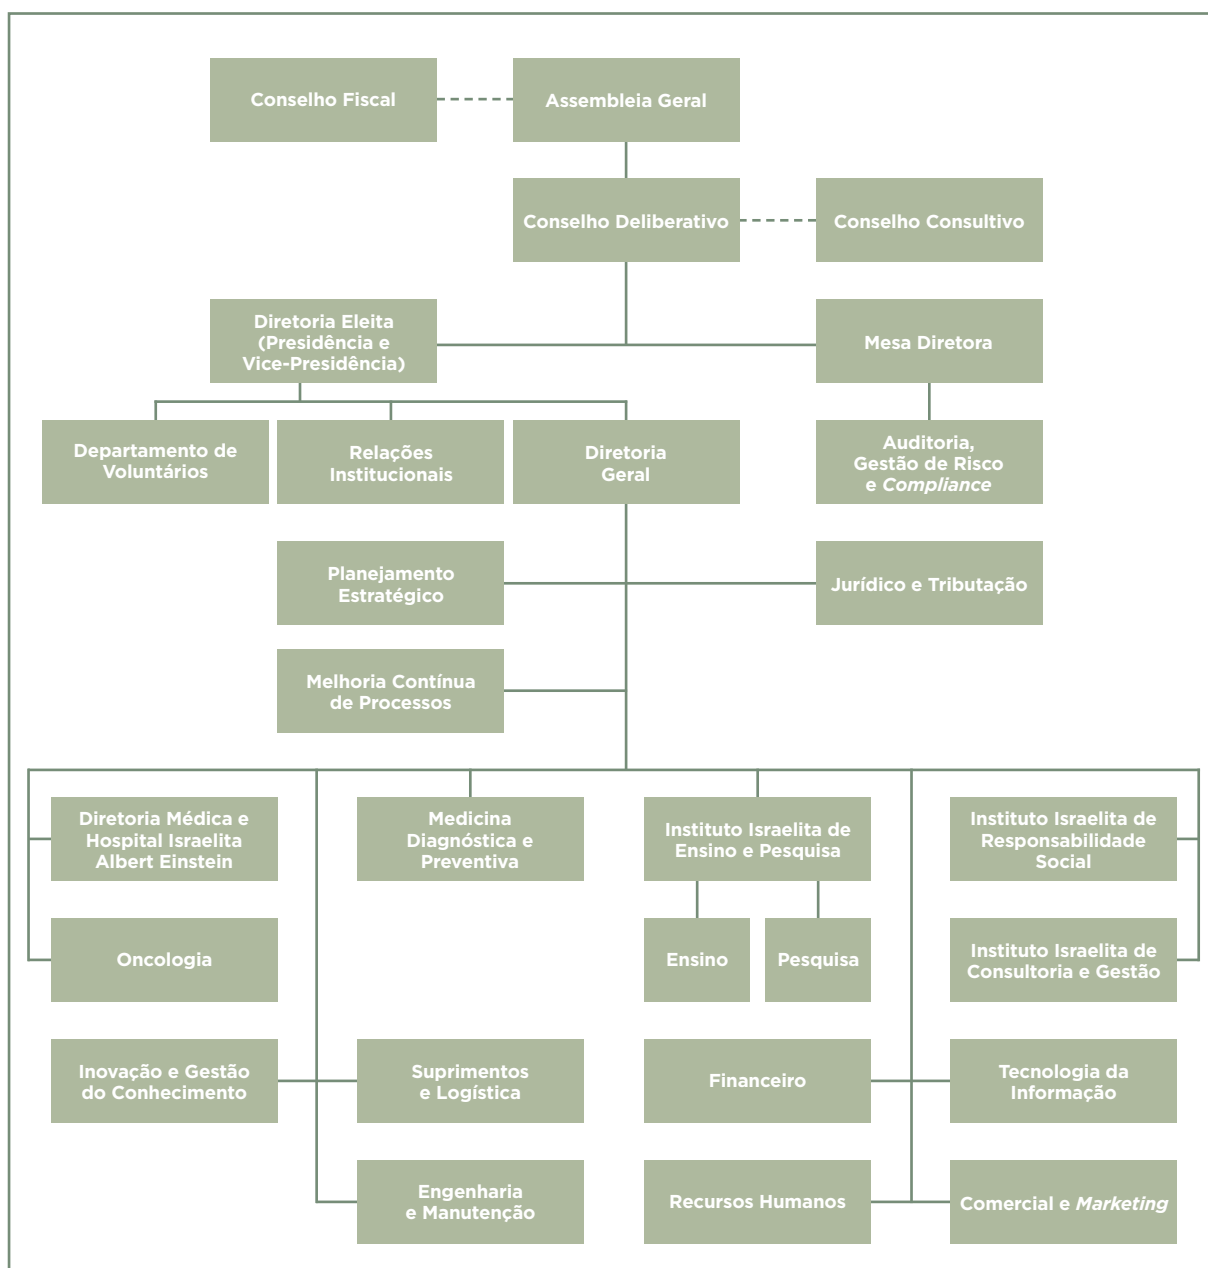 Conselho Fiscal
Assembleia Geral
Conselho Deliberativo
Conselho Consultivo
Diretoria Eleita
(Presidência e
Vice-Presidência)
Mesa Diretora
Departamento de
Voluntários
Relações
Institucionais
Diretoria
Geral
Auditoria,
Gestão de Risco
e Compliance
Planejamento
Estratégico
Jurídico e Tributação
Melhoria Contínua
de Processos
Diretoria Médica e
Hospital Israelita
Albert Einstein
Medicina
Diagnóstica e
Preventiva
Instituto Israelita de
Ensino e Pesquisa
Instituto Israelita de
Responsabilidade
Social
Oncologia
Ensino
Pesquisa
Instituto Israelita de
Consultoria e Gestão
Inovação e Gestão
do Conhecimento
Suprimentos
e Logística
Financeiro
Tecnologia da
Informação
Engenharia
e Manutenção
Recursos Humanos
Comercial e Marketing